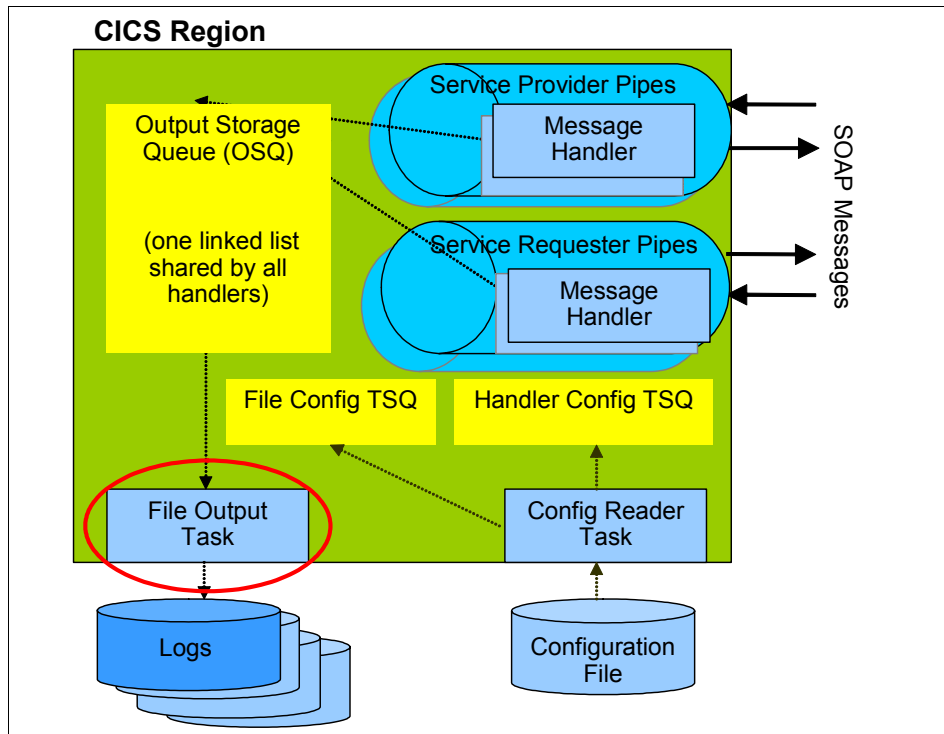 CICS Region
Service Provider Pipes
Message
Handler
Output Storage
Queue (OSQ)
(one linked list
shared by all
handlers)
SOAP Messages
Service Requester Pipes
Message
Handler
File Config TSQ
Handler Config TSQ
File Output
Task
Config Reader
Task
Logs
Configuration
File